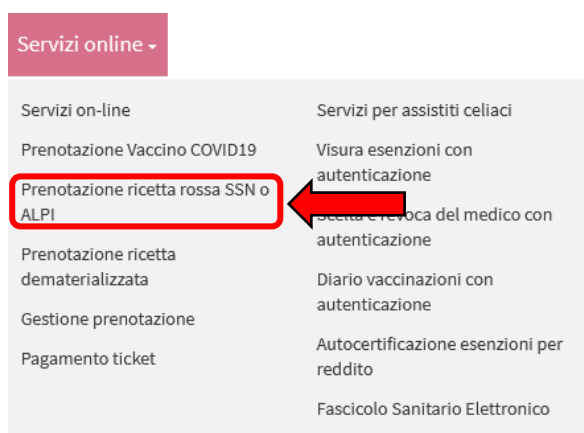 Servizi online
Servizi on-line
Prenotazione Vaccino COVID19
Prenotazione ricetta rossa SSN o
ALPI
Prenotazione ricetta
dematerializzata
Gestione prenotazione
Pagamento ticket
Servizi per assistiti celiaci
Visura esenzioni con
autenticazione
revoca del medico con
autenticazione
Diario vaccinazioni con
autenticazione
Autocertificazione esenzioni per
reddito
Fascicolo Sanitario Elettronico